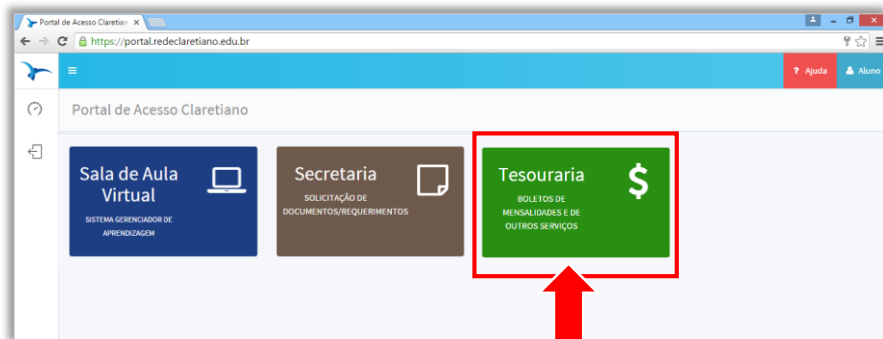 Portal de Acesso Claretian
https://portal.redeclaretiano.edu.br
? Ajuda
Aluno
Portal de Acesso Claretiano
Sala de Aula
Virtual
SISTEMA GERENCIADOR DE
APRENDIZAGEM
Secretaria
SOLICITAÇÃO DE
DOCUMENTOS/REQUERIMENTOS
Tesouraria
BOLETOS DE
MENSALIDADES E DE
OUTROS SERVIÇOS
$